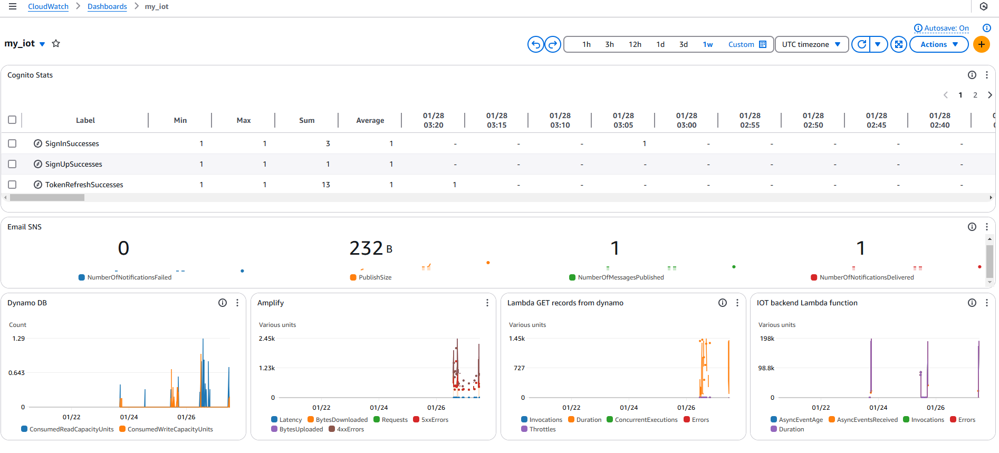 CloudWatch > Dashboards > my_iot
Autosave: On
my_iot
1h 3h 12h 1d 3d 1w Custom UTC timezone Actions +
Cognito Stats
1 2
Label Min Max Sum Average 01/28 03:20 01/28 03:15 01/28 03:10 01/28 03:05 01/28 03:00 01/28 02:55 01/28 02:50 01/28 02:45 01/28 02:40
SignInSuccesses 1 1 3 1 - - - 1 - - - - -
SignUpSuccesses 1 1 1 1 - - - - - - - - -
TokenRefreshSuccesses 1 1 13 1 1 - - - - - - - -
Email SNS
0 232 B 1 1
NumberOfNotificationsFailed PublishSize NumberOfMessagesPublished NumberOfNotificationsDelivered
Dynamo DB
Count
1.29
0.643
0
01/22 01/24 01/26
ConsumedReadCapacityUnits ConsumedWriteCapacityUnits
Amplify
Various units
2.45k
1.23k
0
01/22 01/24 01/26
Latency BytesDownloaded Requests 5xxErrors
BytesUploaded 4xxErrors
Lambda GET records from dynamo
Various units
1.45k
727
0
01/22 01/24 01/26
Invocations Duration ConcurrentExecutions Errors
Throttles
IOT backend Lambda function
Various units
198k
98.8k
0
01/22 01/24 01/26
AsyncEventAge AsyncEventsReceived Invocations Errors
Duration